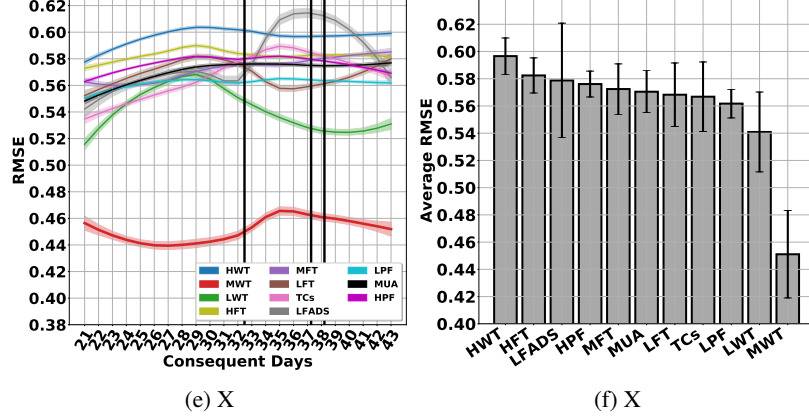 0.58
0.60
0.56
0.54
0.52
0.50
0.48
0.46
0.44
0.42
0.40
0.38
RMSE
21 22 23 24 25 26 27 28 29 30 31 32 33 34 35 36 37 38 39 40 41 42 43
Consequent Days
HWT
MWT
LWT
HFT
MFT
LFT
TCs
LFADS
LPF
MUA
HPF
(e) X
0.62
0.60
0.58
0.56
0.54
0.52
0.50
0.48
0.46
0.44
0.42
0.40
Average RMSE
HWT HFT LFADS HPF MFT MUA LFT TCs LPF LWT MWT
(f) X